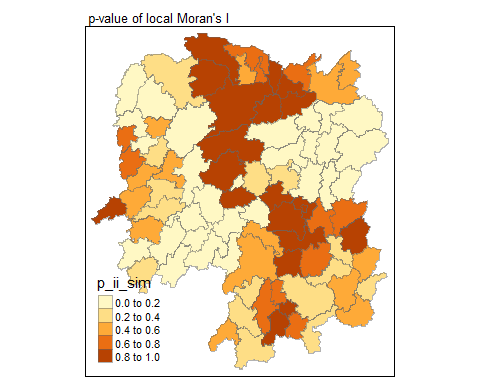 p-value of local Moran's I
p_ii_sim
0.0 to 0.2
0.2 to 0.4
0.4 to 0.6
0.6 to 0.8
0.8 to 1.0